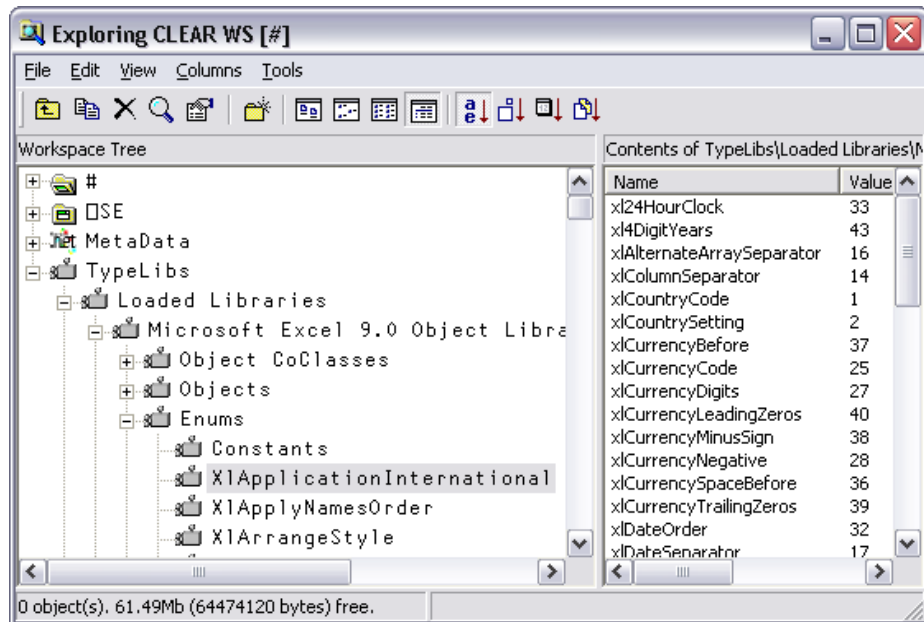 Exploring CLEAR WS [#]
File Edit View Columns Tools
Workspace Tree
#
⎕SE
MetaData
TypeLibs
Loaded Libraries
Microsoft Excel 9.0 Object Libra
Object CoClasses
Objects
Enums
Constants
XlApplicationInternational
XlApplyNamesOrder
XlArrangeStyle
Contents of TypeLibs\Loaded Libraries\
Name Value
xl24HourClock 33
xl4DigitYears 43
xlAlternateArraySeparator 16
xlColumnSeparator 14
xlCountryCode 1
xlCountrySetting 2
xlCurrencyBefore 37
xlCurrencyCode 25
xlCurrencyDigits 27
xlCurrencyLeadingZeros 40
xlCurrencyMinusSign 38
xlCurrencyNegative 28
xlCurrencySpaceBefore 36
xlCurrencyTrailingZeros 39
xlDateOrder 32
xlDateSeparator 17
0 object(s). 61.49Mb (64474120 bytes) free.